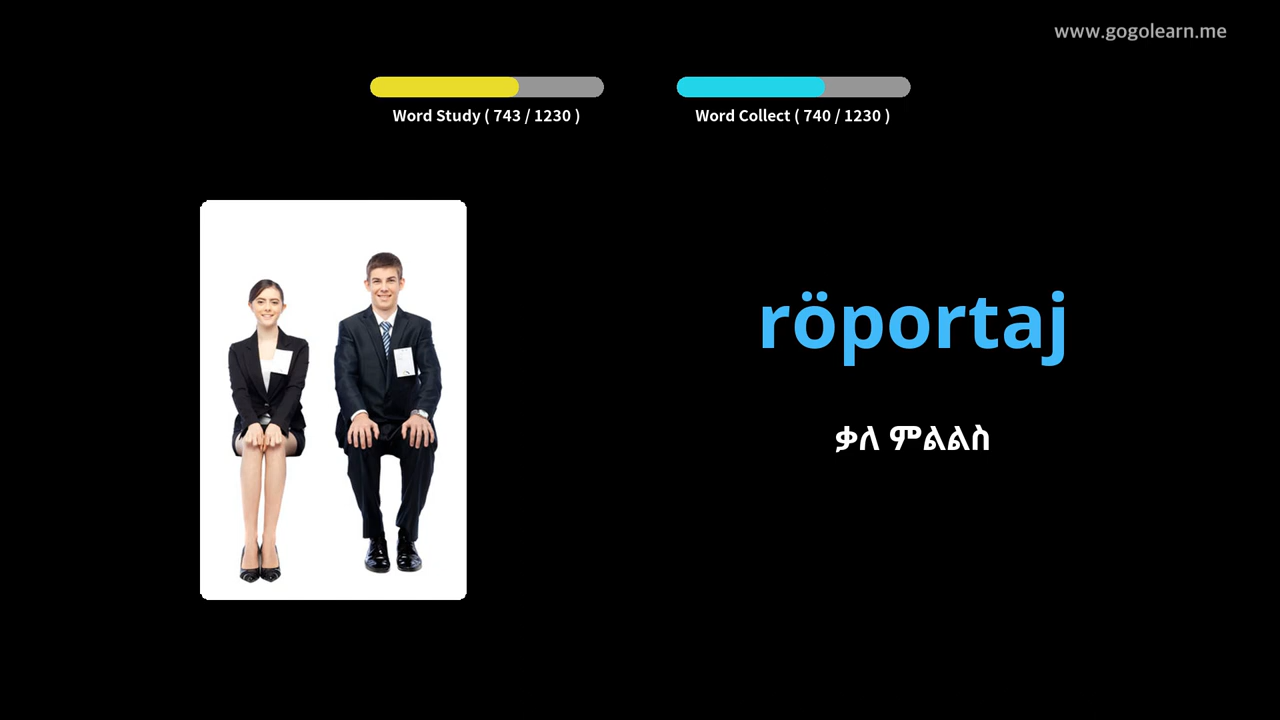 www.gogolearn.me
Word Study ( 743 / 1230 )
Word Collect ( 740 / 1230 )
röportaj
ቃለ ምልልስ